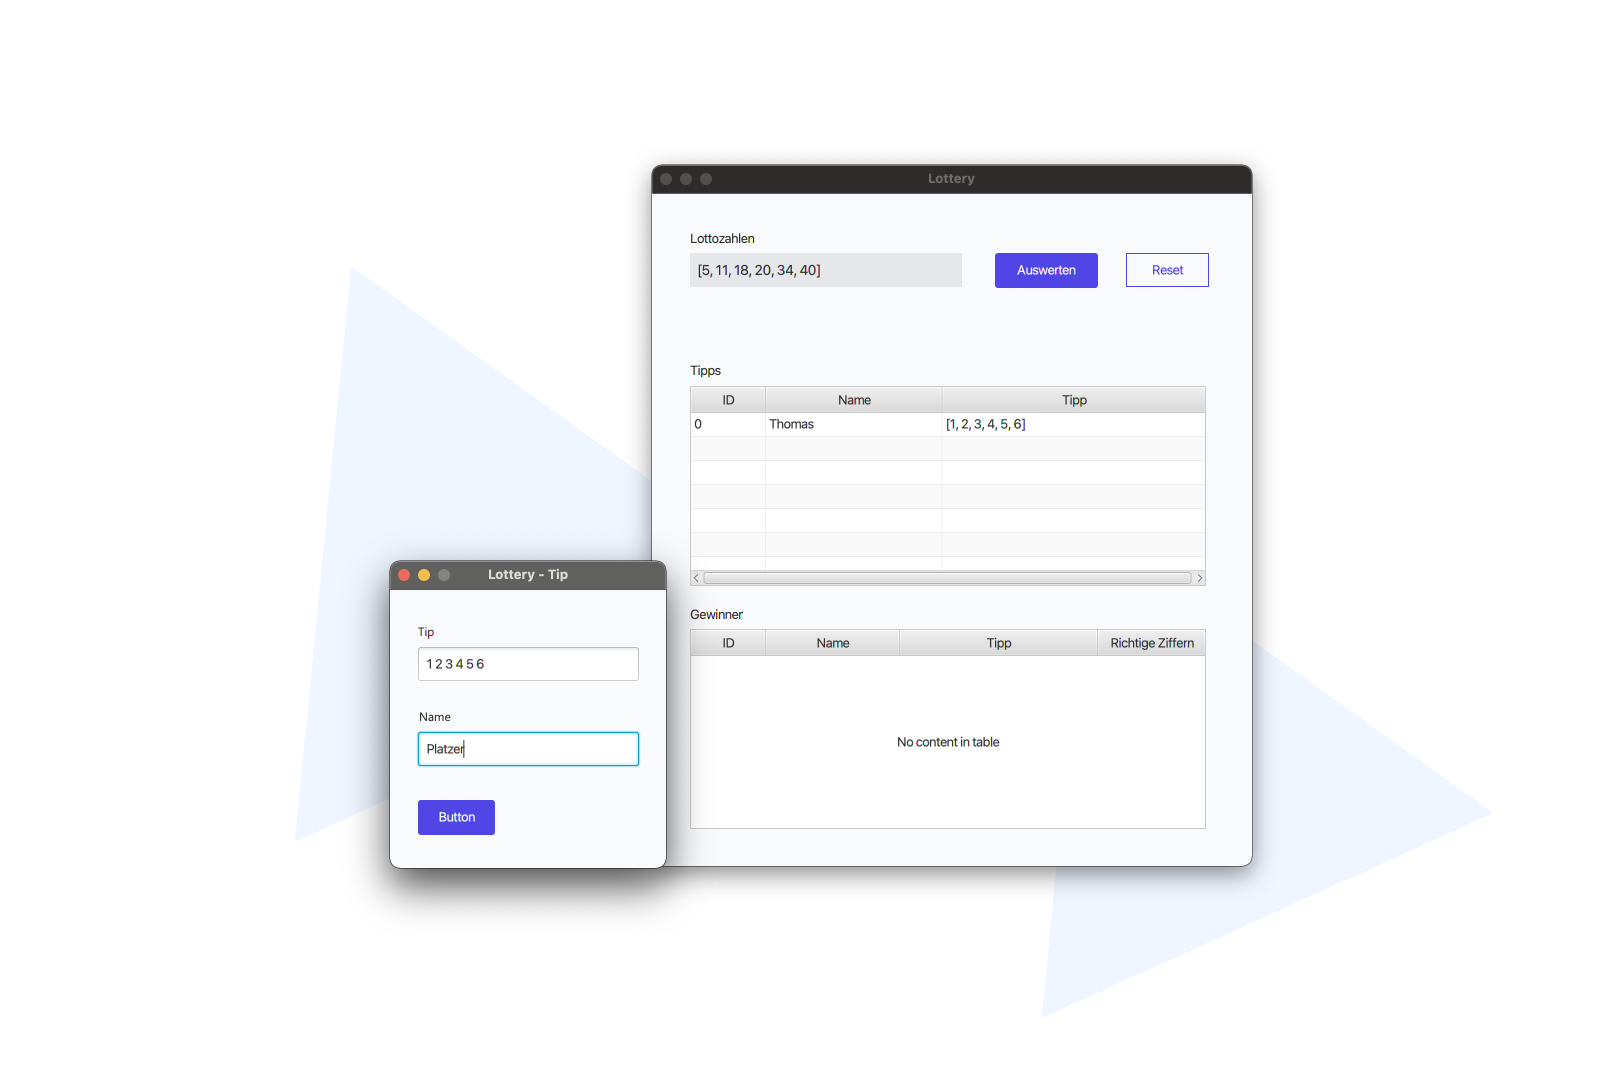 Lottery
Lottozahlen
[5, 11, 18, 20, 34, 40]
Auswerten
Reset
Tipps
ID Name Tipp
0 Thomas [1, 2, 3, 4, 5, 6]
Gewinner
ID Name Tipp Richtige Ziffern
No content in table
Lottery - Tip
Tip
1 2 3 4 5 6
Name
Platzer
Button